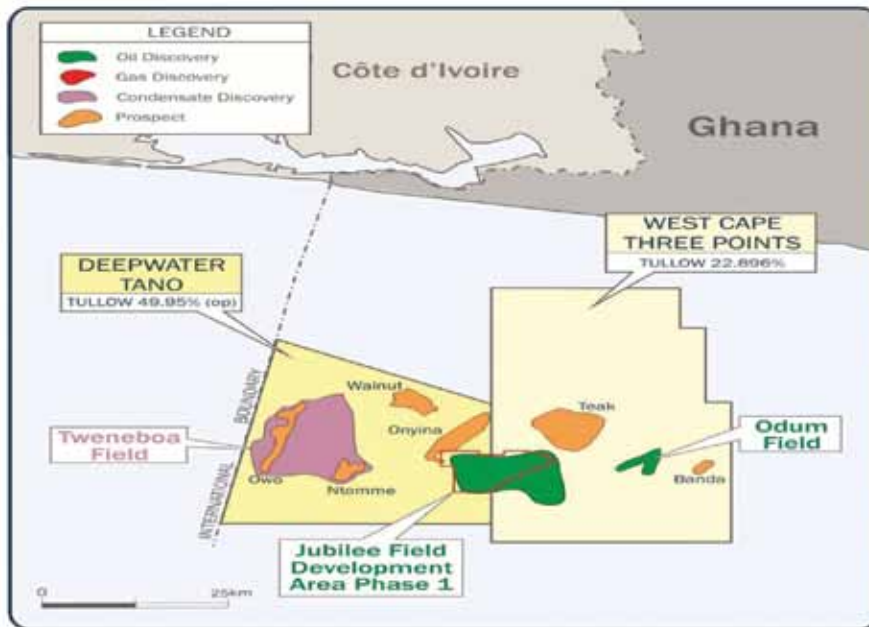 LEGEND
Oil Discovery
Gas Discovery
Condensate Discovery
Prospect
Côte d'Ivoire
Ghana
WEST CAPE
THREE POINTS
TULLOW 22.896%
DEEPWATER
TANO
TULLOW 49.95% (op)
INTERNATIONAL BOUNDARY
Walnut
Teak
Onyina
Odum
Field
Tweneboa
Field
Owo
Ntomme
Banda
Jubilee Field
Development
Area Phase 1
0 25km